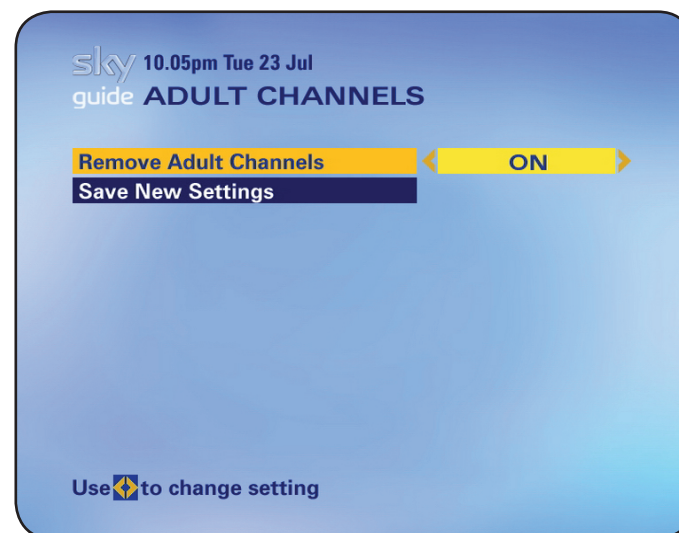 sky 10.05pm Tue 23 Jul
guide ADULT CHANNELS
Remove Adult Channels ON
Save New Settings
Use to change setting